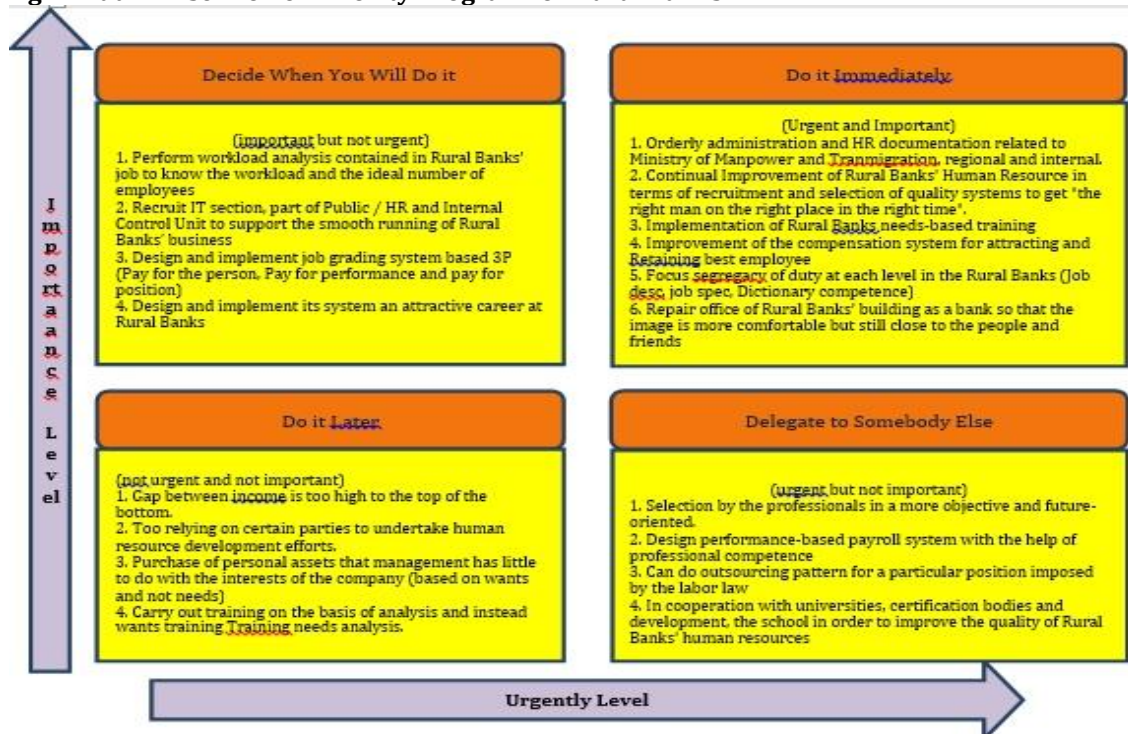 Decide When You Will Do it
(important but not urgent)
1. Perform workload analysis contained in Rural Banks'
job to know the workload and the ideal number of
employees
2. Recruit IT section, part of Public / HR and Internal
Control Unit to support the smooth running of Rural
Banks' business
3. Design and implement job grading system based 3P
(Pay for the person, Pay for performance and pay for
position)
4. Design and implement its system an attractive career at
Rural Banks
Do it Immediately
(Urgent and Important)
1. Orderly administration and HR documentation related to
Ministry of Manpower and Tranmigration, regional and internal.
2. Continual Improvement of Rural Banks' Human Resource in
terms of recruitment and selection of quality systems to get "the
right man on the right place in the right time".
3. Implementation of Rural Banks needs-based training
4. Improvement of the compensation system for attracting and
Retaining best employee
5. Focus segregacy of duty at each level in the Rural Banks (Job
desc, job spec, Dictionary competence)
6. Repair office of Rural Banks' building as a bank so that the
image is more comfortable but still close to the people and
friends
Importaance Level
Do it Later
(not urgent and not important)
1. Gap between income is too high to the top of the
bottom.
2. Too relying on certain parties to undertake human
resource development efforts.
3. Purchase of personal assets that management has little
to do with the interests of the company (based on wants
and not needs)
4. Carry out training on the basis of analysis and instead
wants training Training needs analysis.
Delegate to Somebody Else
(urgent but not important)
1. Selection by the professionals in a more objective and future-
oriented.
2. Design performance-based payroll system with the help of
professional competence
3. Can do outsourcing pattern for a particular position imposed
by the labor law
4. In cooperation with universities, certification bodies and
development, the school in order to improve the quality of Rural
Banks' human resources
Urgently Level